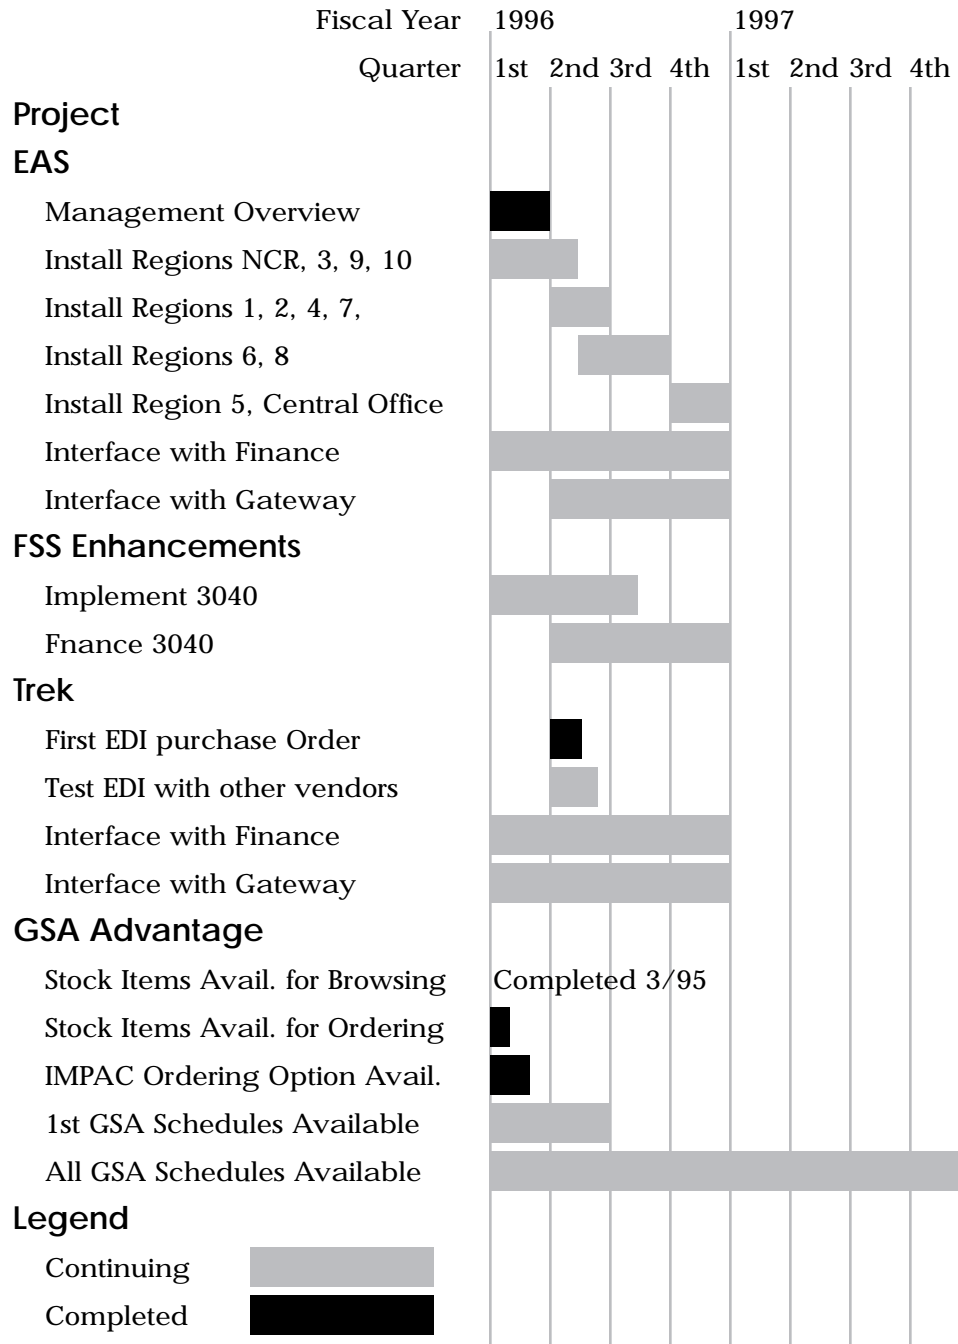 Fiscal Year 1996 1997
Quarter 1st 2nd 3rd 4th 1st 2nd 3rd 4th
Project
EAS
Management Overview
Install Regions NCR, 3, 9, 10
Install Regions 1, 2, 4, 7,
Install Regions 6, 8
Install Region 5, Central Office
Interface with Finance
Interface with Gateway
FSS Enhancements
Implement 3040
Fnance 3040
Trek
First EDI purchase Order
Test EDI with other vendors
Interface with Finance
Interface with Gateway
GSA Advantage
Stock Items Avail. for Browsing Completed 3/95
Stock Items Avail. for Ordering
IMPAC Ordering Option Avail.
1st GSA Schedules Available
All GSA Schedules Available
Legend
Continuing
Completed